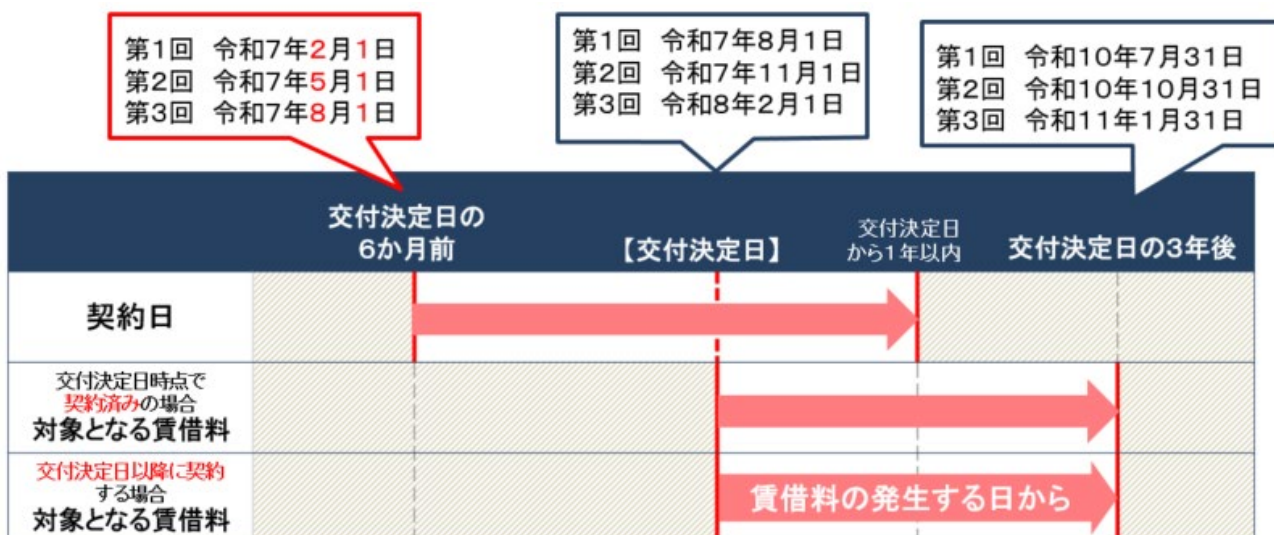 第1回 令和7年2月1日
第2回 令和7年5月1日
第3回 令和7年8月1日
第1回 令和7年8月1日
第2回 令和7年11月1日
第3回 令和8年2月1日
第1回 令和10年7月31日
第2回 令和10年10月31日
第3回 令和11年1月31日
交付決定日の
6か月前
【交付決定日】
交付決定日
から1年以内
交付決定日の3年後
契約日
交付決定日時点で
契約済みの場合
対象となる賃借料
交付決定日以降に契約
する場合
対象となる賃借料
賃借料の発生する日から